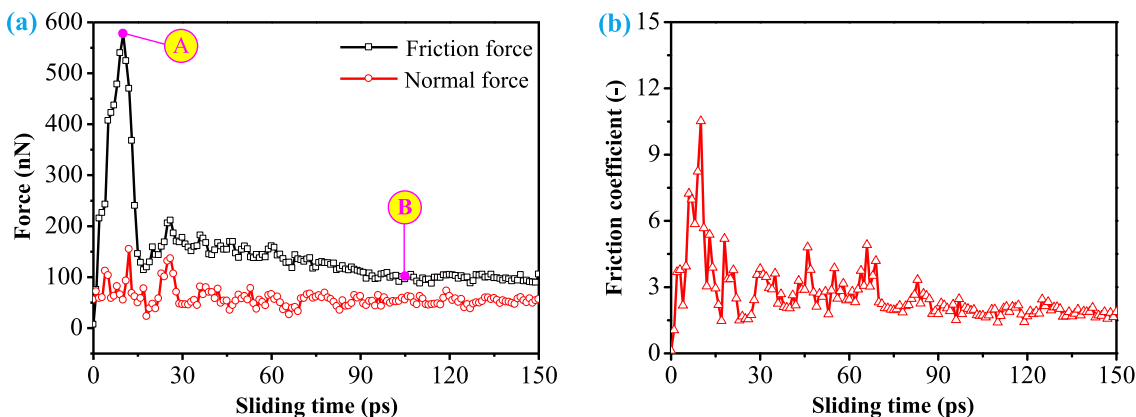 (a)
600
500
400
300
200
100
0
Force (nN)
A
B
Friction force
Normal force
0 30 60 90 120 150
Sliding time (ps)
(b)
15
12
9
6
3
0
Friction coefficient (-)
0 30 60 90 120 150
Sliding time (ps)